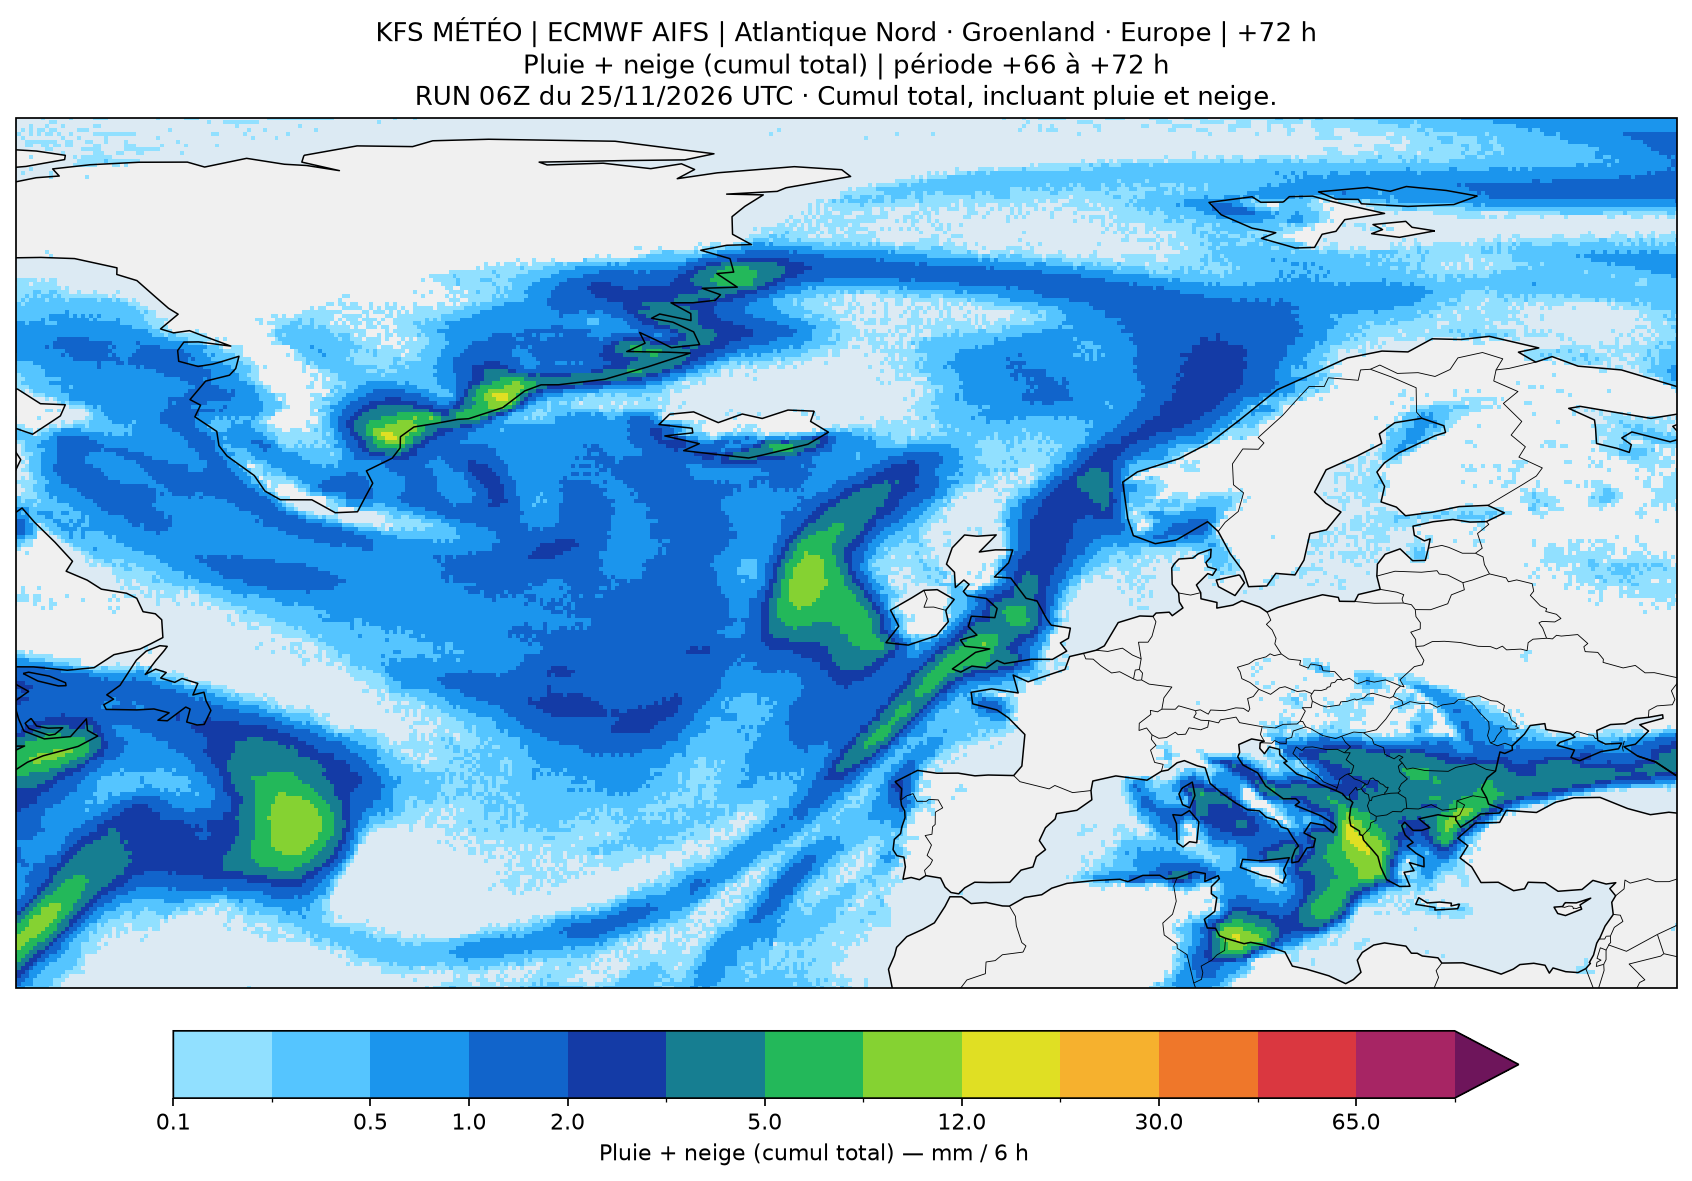 KFS MÉTÉO | ECMWF AIFS | Atlantique Nord · Groenland · Europe | +72 h
Pluie + neige (cumul total) | période +66 à +72 h
RUN 06Z du 25/11/2026 UTC · Cumul total, incluant pluie et neige.
0.1 0.5 1.0 2.0 5.0 12.0 30.0 65.0
Pluie + neige (cumul total) — mm / 6 h